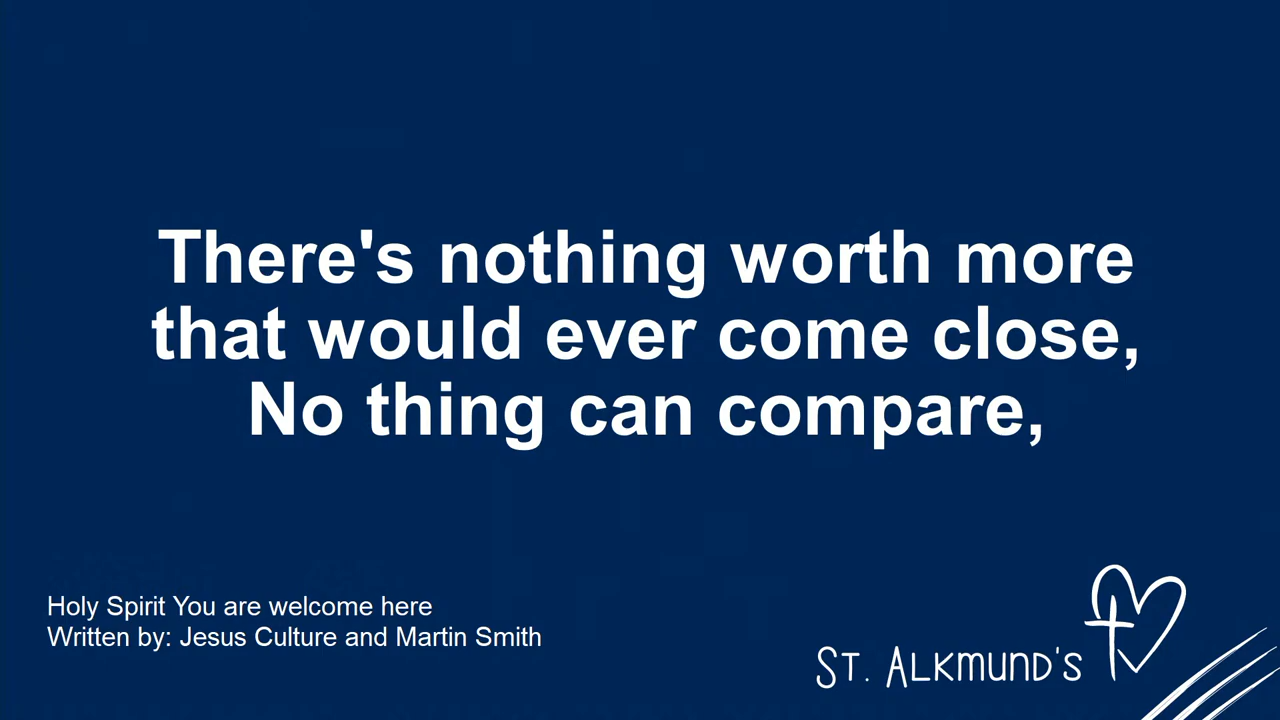 There's nothing worth more
that would ever come close,
No thing can compare,
Holy Spirit You are welcome here
Written by: Jesus Culture and Martin Smith
ST. ALKMUND'S